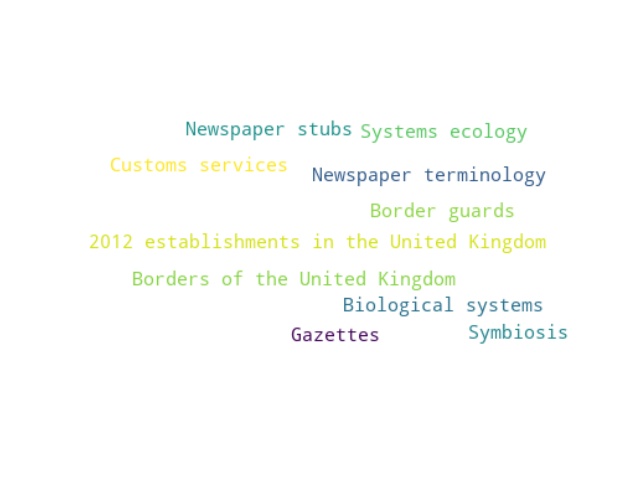 Newspaper stubs
Systems ecology
Customs services
Newspaper terminology
Border guards
2012 establishments in the United Kingdom
Borders of the United Kingdom
Biological systems
Symbiosis
Gazettes